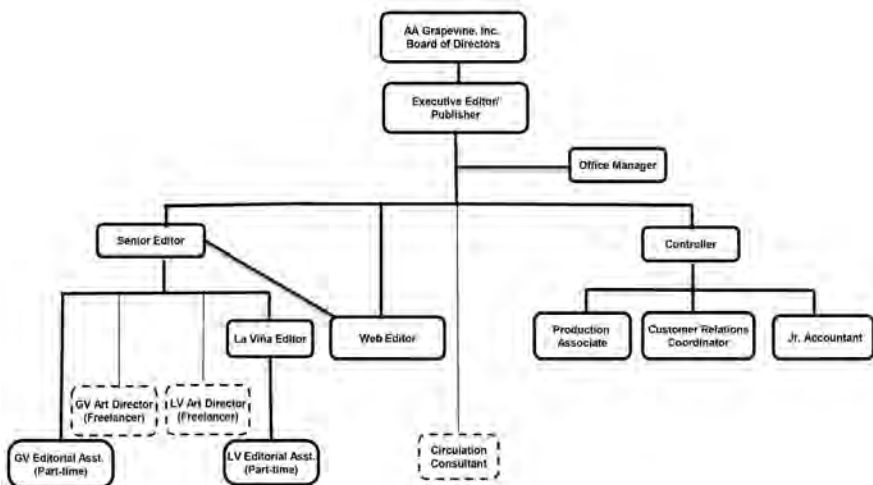 AA Grapevine, Inc.
Board of Directors
Executive Editor/
Publisher
Office Manager
Senior Editor
Controller
La Viña Editor
Web Editor
Production
Associate
Customer Relations
Coordinator
Jr. Accountant
GV Art Director
(Freelancer)
LV Art Director
(Freelancer)
GV Editorial Asst.
(Part-time)
LV Editorial Asst.
(Part-time)
Circulation
Consultant